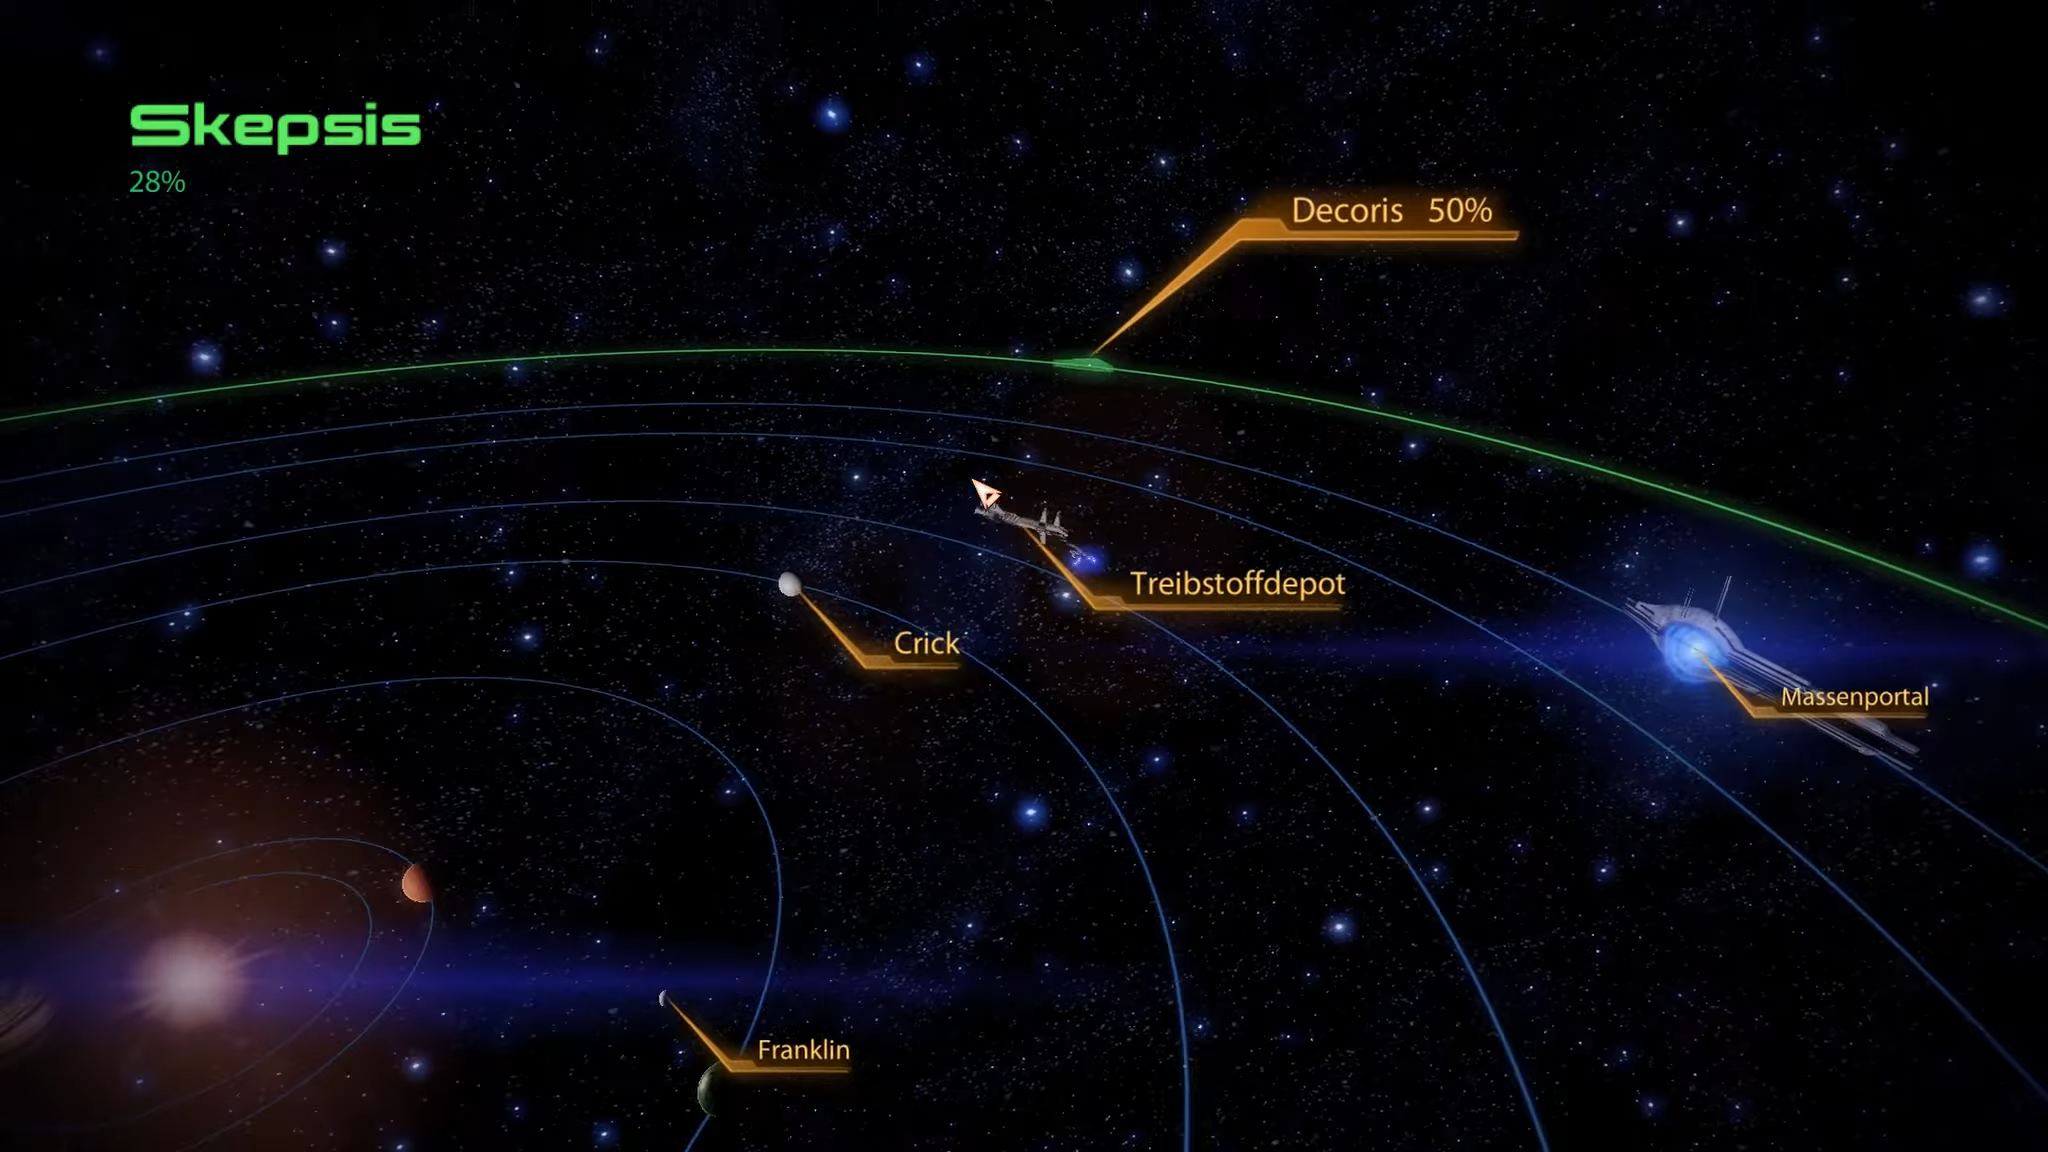 Skepsis
28%
Decoris 50%
Treibstoffdepot
Crick
Massenportal
Franklin